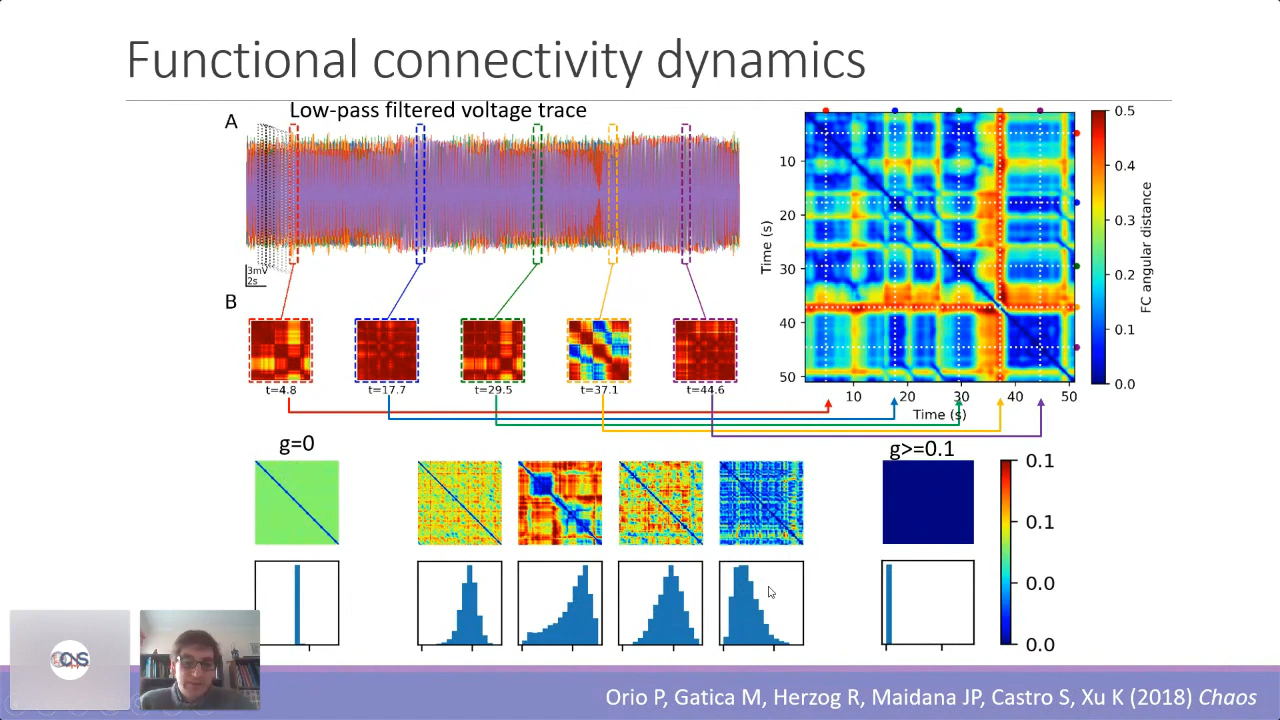 Functional connectivity dynamics
Low-pass filtered voltage trace
A
3mV
2s
B
t=4.8
t=17.7
t=29.5
t=37.1
t=44.6
Time (s)
10
20
30
40
50
10
20
30
40
50
Time (s)
0.5
0.4
0.3
0.2
0.1
0.0
FC angular distance
g=0
g>=0.1
0.1
0.1
0.0
0.0
Orio P, Gatica M, Herzog R, Maidana JP, Castro S, Xu K (2018) Chaos